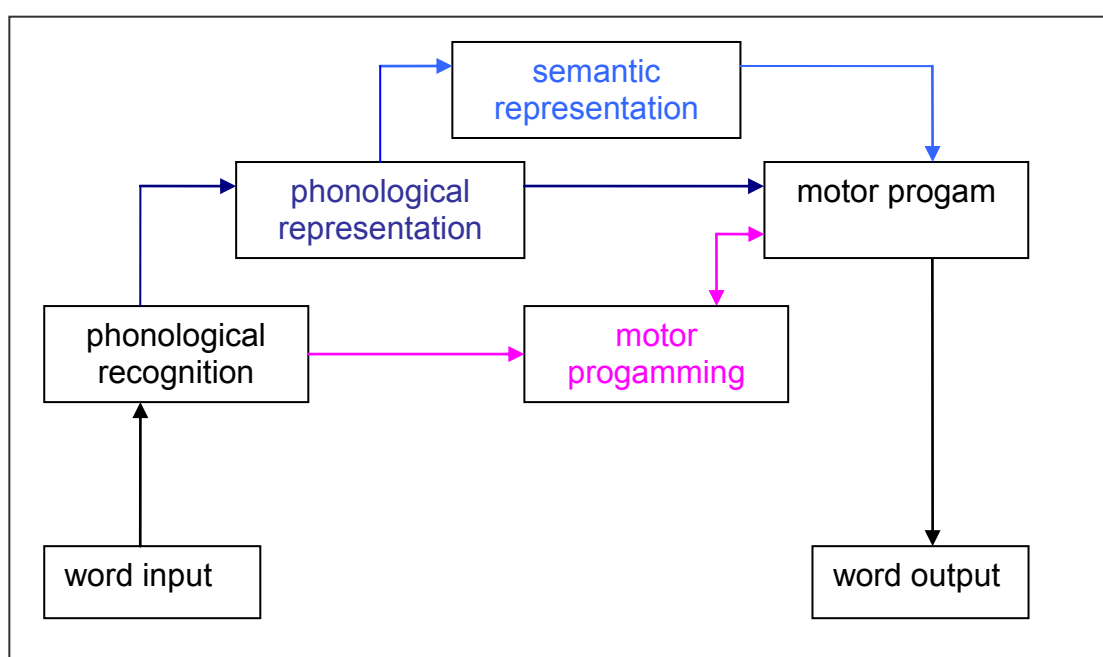 semantic
representation
phonological
representation
motor progam
phonological
recognition
motor
progamming
word input
word output